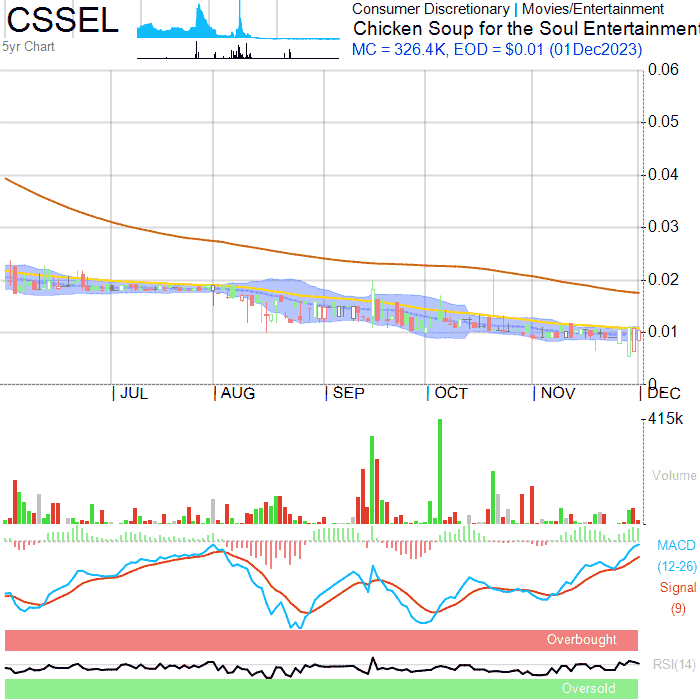 CSSEL
5yr Chart
Consumer Discretionary | Movies/Entertainment
Chicken Soup for the Soul Entertainment
MC = 326.4K, EOD = $0.01 (01Dec2023)
0.06
0.05
0.04
0.03
0.02
0.01
0
JUL
AUG
SEP
OCT
NOV
DEC
415k
Volume
MACD
(12-26)
Signal
(9)
Overbought
RSI(14)
Oversold